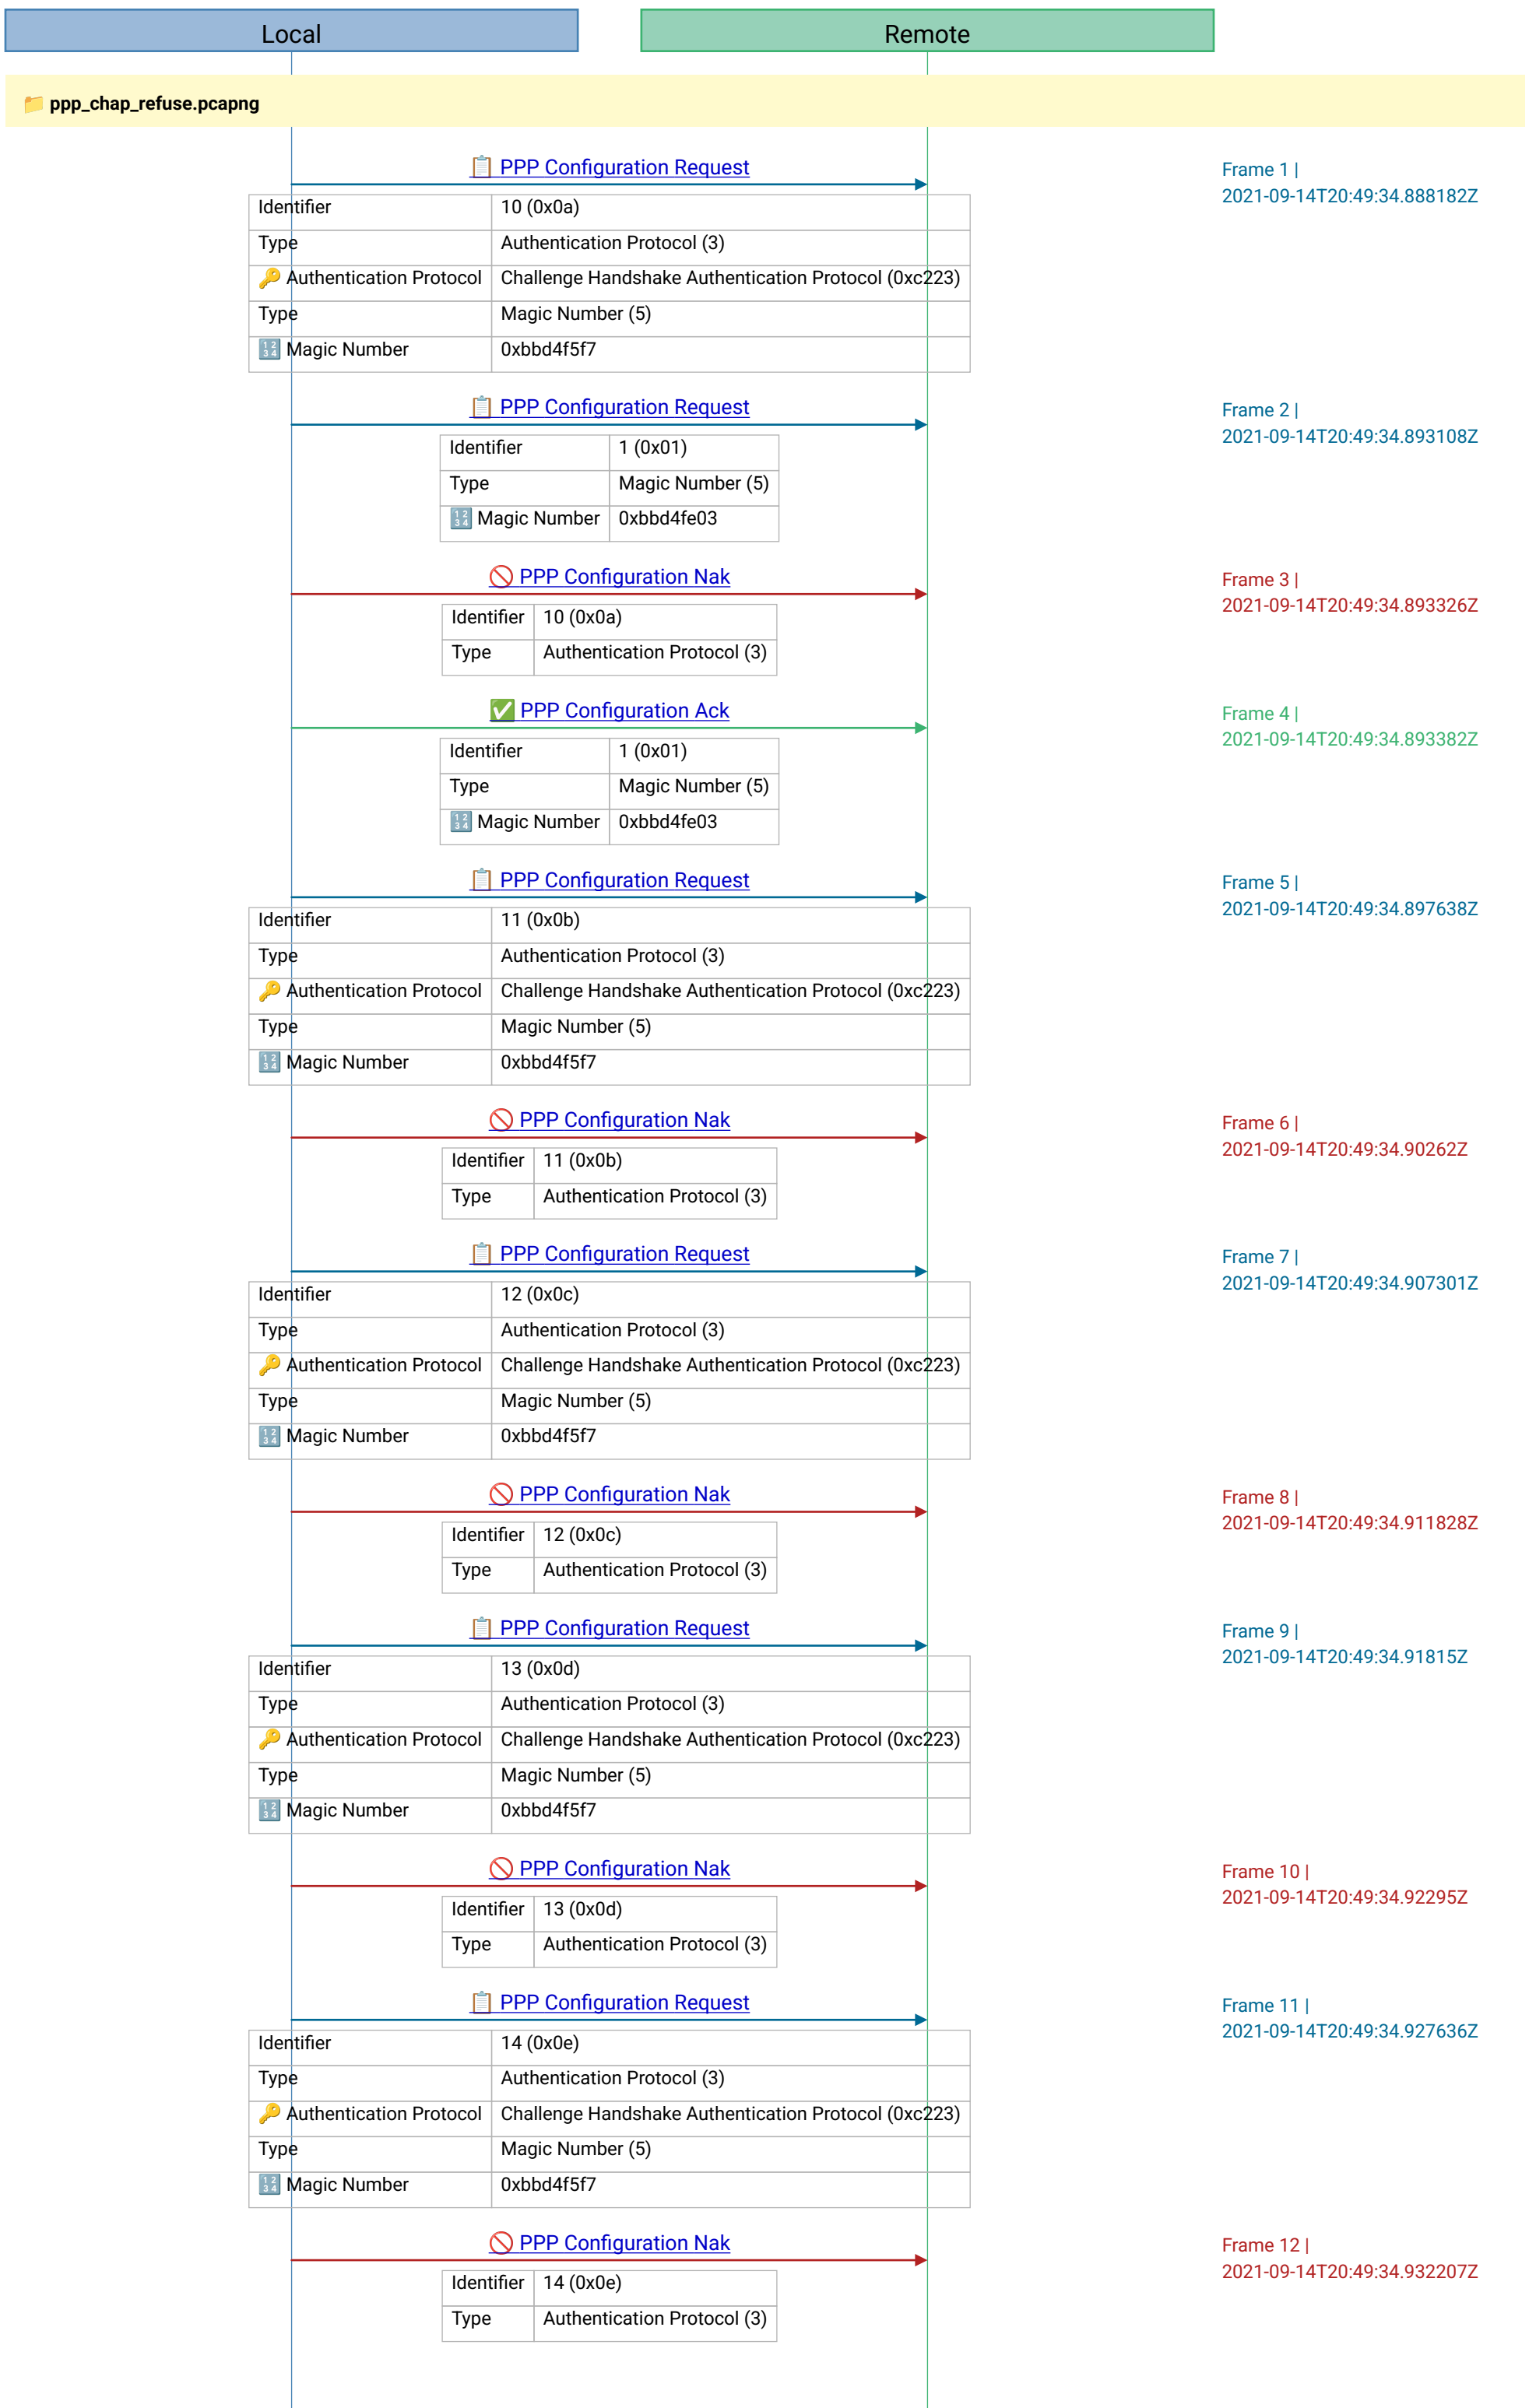 Local Remote
📁 ppp_chap_refuse.pcapng
📋 PPP Configuration Request
Frame 1 |
2021-09-14T20:49:34.888182Z
Identifier 10 (0x0a)
Type Authentication Protocol (3)
🔑 Authentication Protocol Challenge Handshake Authentication Protocol (0xc223)
Type Magic Number (5)
🔢 Magic Number 0xbbd4f5f7
📋 PPP Configuration Request
Frame 2 |
2021-09-14T20:49:34.893108Z
Identifier 1 (0x01)
Type Magic Number (5)
🔢 Magic Number 0xbbd4fe03
🚫 PPP Configuration Nak
Frame 3 |
2021-09-14T20:49:34.893326Z
Identifier 10 (0x0a)
Type Authentication Protocol (3)
✅ PPP Configuration Ack
Frame 4 |
2021-09-14T20:49:34.893382Z
Identifier 1 (0x01)
Type Magic Number (5)
🔢 Magic Number 0xbbd4fe03
📋 PPP Configuration Request
Frame 5 |
2021-09-14T20:49:34.897638Z
Identifier 11 (0x0b)
Type Authentication Protocol (3)
🔑 Authentication Protocol Challenge Handshake Authentication Protocol (0xc223)
Type Magic Number (5)
🔢 Magic Number 0xbbd4f5f7
🚫 PPP Configuration Nak
Frame 6 |
2021-09-14T20:49:34.90262Z
Identifier 11 (0x0b)
Type Authentication Protocol (3)
📋 PPP Configuration Request
Frame 7 |
2021-09-14T20:49:34.907301Z
Identifier 12 (0x0c)
Type Authentication Protocol (3)
🔑 Authentication Protocol Challenge Handshake Authentication Protocol (0xc223)
Type Magic Number (5)
🔢 Magic Number 0xbbd4f5f7
🚫 PPP Configuration Nak
Frame 8 |
2021-09-14T20:49:34.911828Z
Identifier 12 (0x0c)
Type Authentication Protocol (3)
📋 PPP Configuration Request
Frame 9 |
2021-09-14T20:49:34.91815Z
Identifier 13 (0x0d)
Type Authentication Protocol (3)
🔑 Authentication Protocol Challenge Handshake Authentication Protocol (0xc223)
Type Magic Number (5)
🔢 Magic Number 0xbbd4f5f7
🚫 PPP Configuration Nak
Frame 10 |
2021-09-14T20:49:34.92295Z
Identifier 13 (0x0d)
Type Authentication Protocol (3)
📋 PPP Configuration Request
Frame 11 |
2021-09-14T20:49:34.927636Z
Identifier 14 (0x0e)
Type Authentication Protocol (3)
🔑 Authentication Protocol Challenge Handshake Authentication Protocol (0xc223)
Type Magic Number (5)
🔢 Magic Number 0xbbd4f5f7
🚫 PPP Configuration Nak
Frame 12 |
2021-09-14T20:49:34.932207Z
Identifier 14 (0x0e)
Type Authentication Protocol (3)